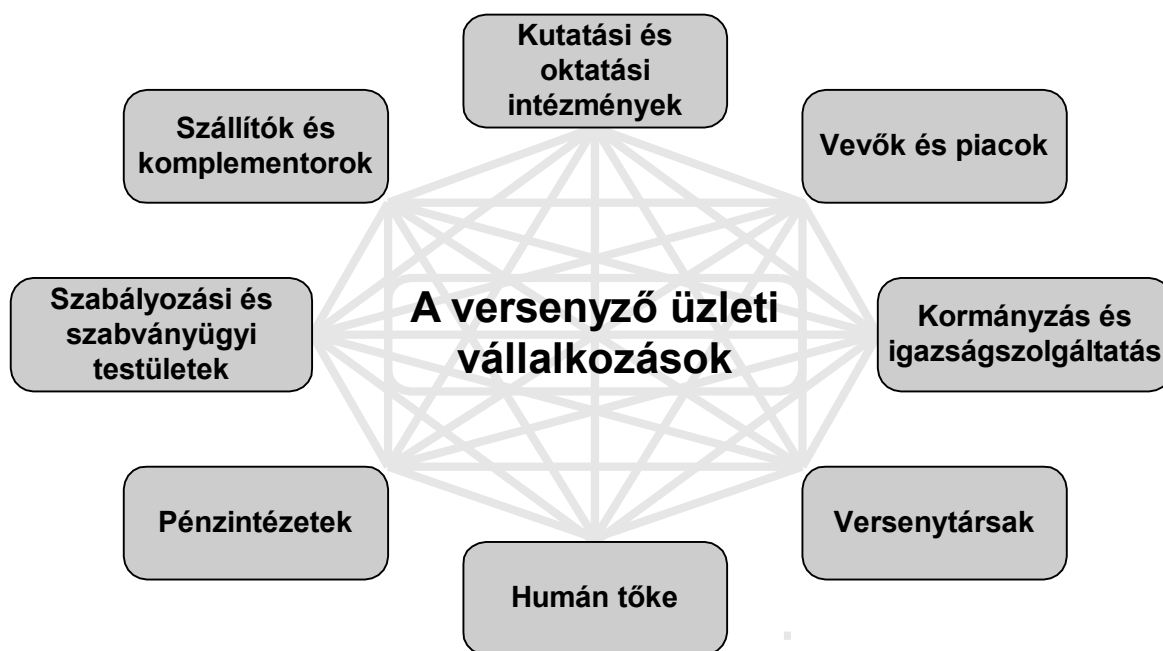 Kutatási és
oktatási
intézmények
Szállítók és
komplementorok
Vevők és piacok
Szabályozási és
szabványügyi
testületek
A versenyző üzleti
vállalkozások
Kormányzás és
igazságszolgáltatás
Pénzintézetek
Versenytársak
Humán tőke